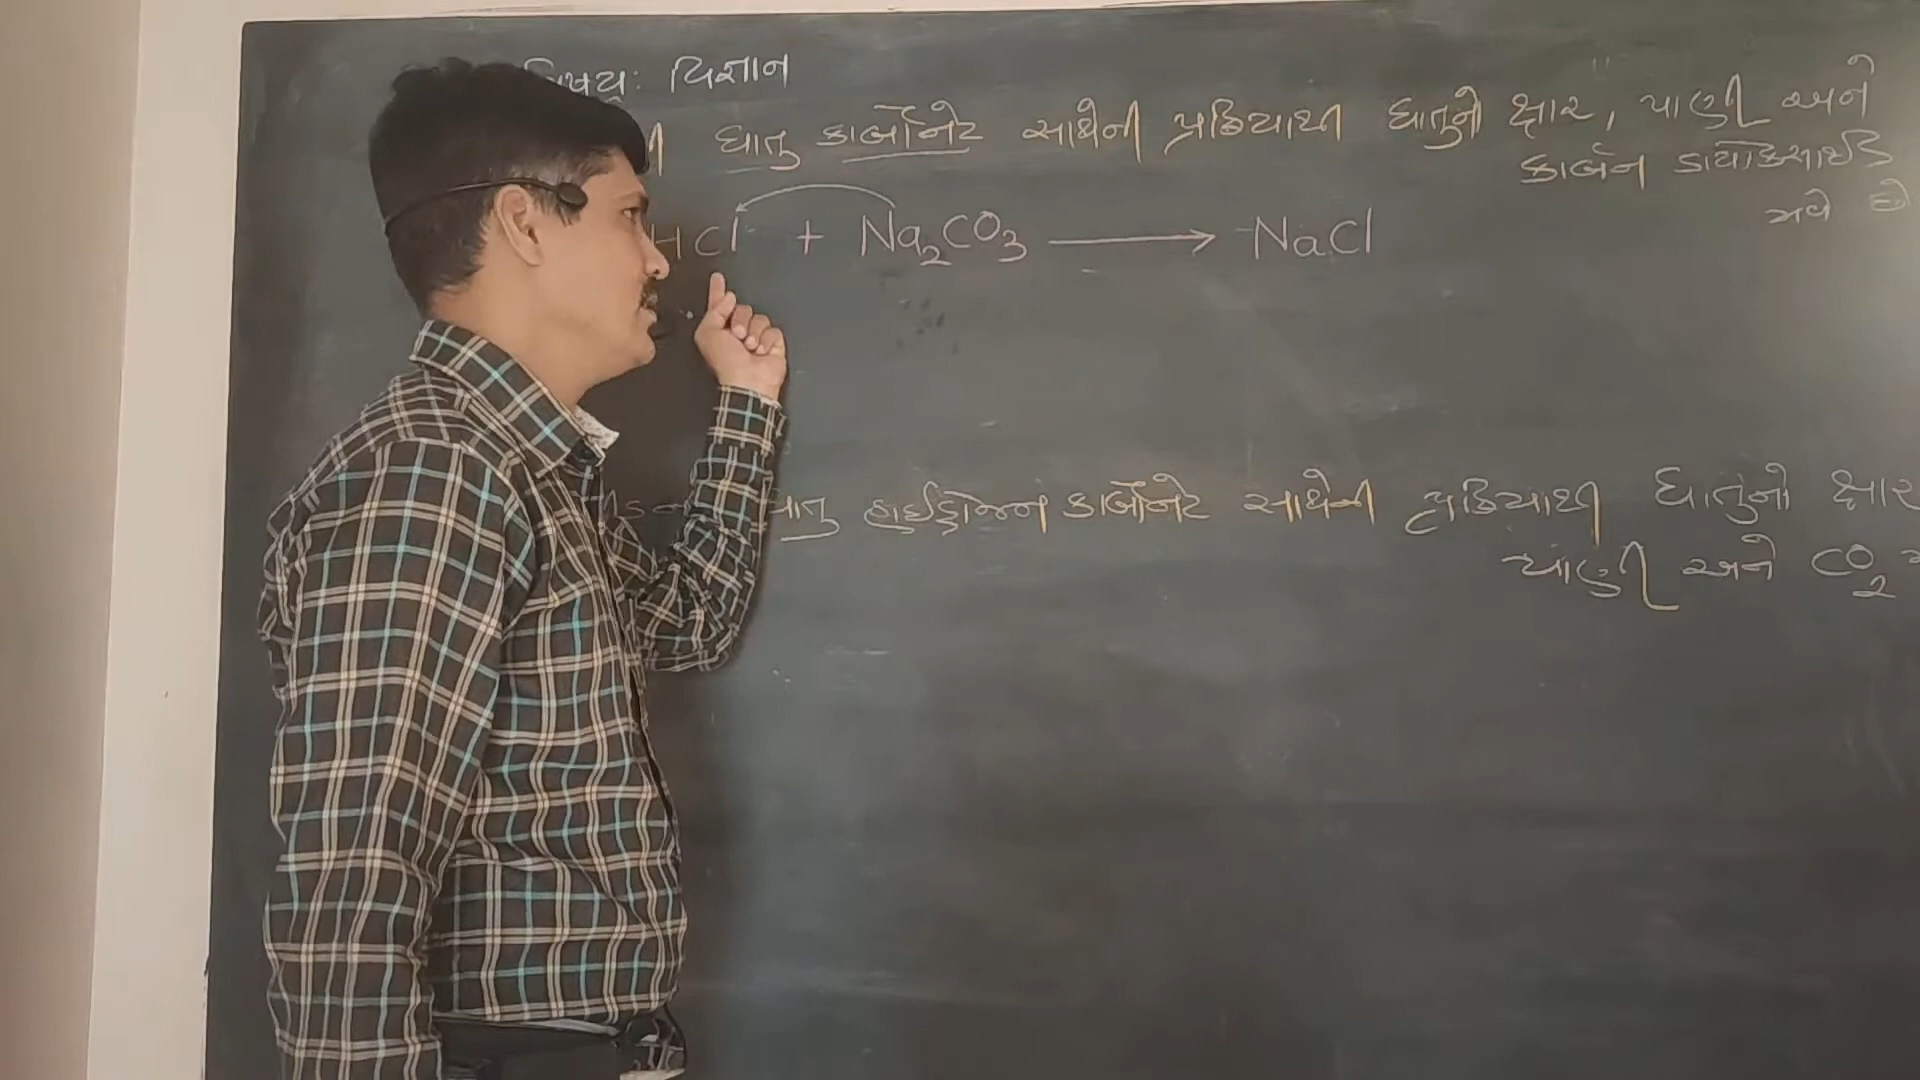 વિષય: વિજ્ઞાન
ધાતુ કાર્બોનેટ સાથેની પ્રક્રિયાથી ધાતુનો ક્ષાર, પાણી અને
કાર્બન ડાયોક્સાઈડ
મળે છે
HCl + Na₂CO₃ ⟶ NaCl
ધાતુ હાઈડ્રોજન કાર્બોનેટ સાથેની પ્રક્રિયાથી ધાતુનો ક્ષાર
પાણી અને CO₂